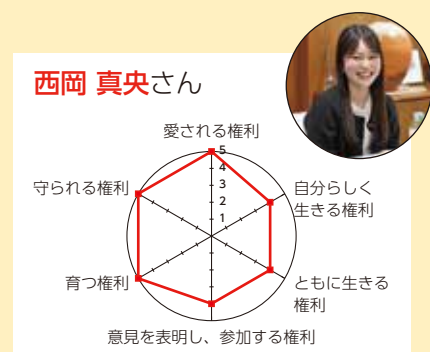 西岡 真央さん
愛される権利
5
4
3
2
1
守られる権利
自分らしく
生きる権利
育つ権利
ともに生きる
権利
意見を表明し、参加する権利